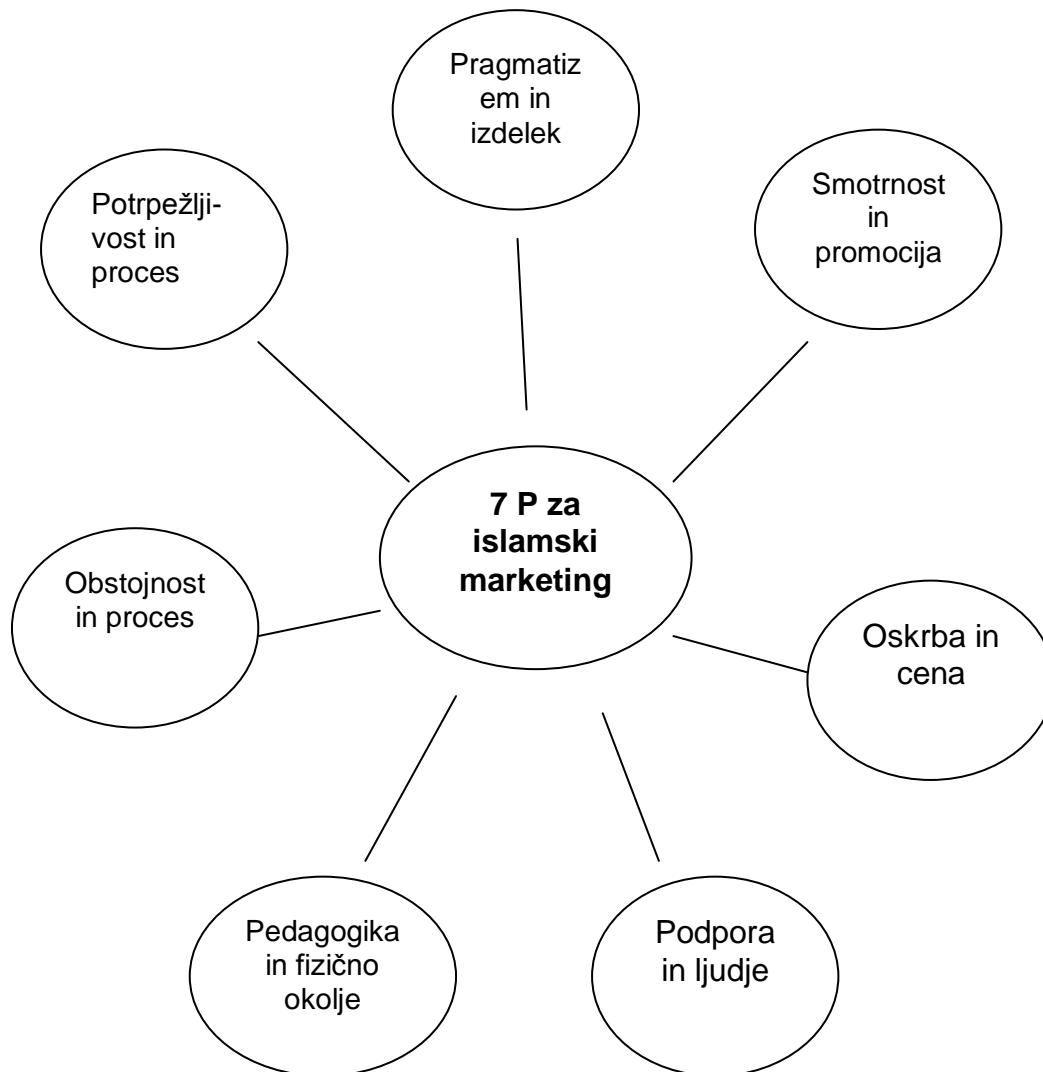 Pragmatiz
em in
izdelek
Smotrnost
in
promocija
Potrpežlji-
vost in
proces
7 P za
islamski
marketing
Obstojnost
in proces
Oskrba in
cena
Pedagogika
in fizično
okolje
Podpora
in ljudje